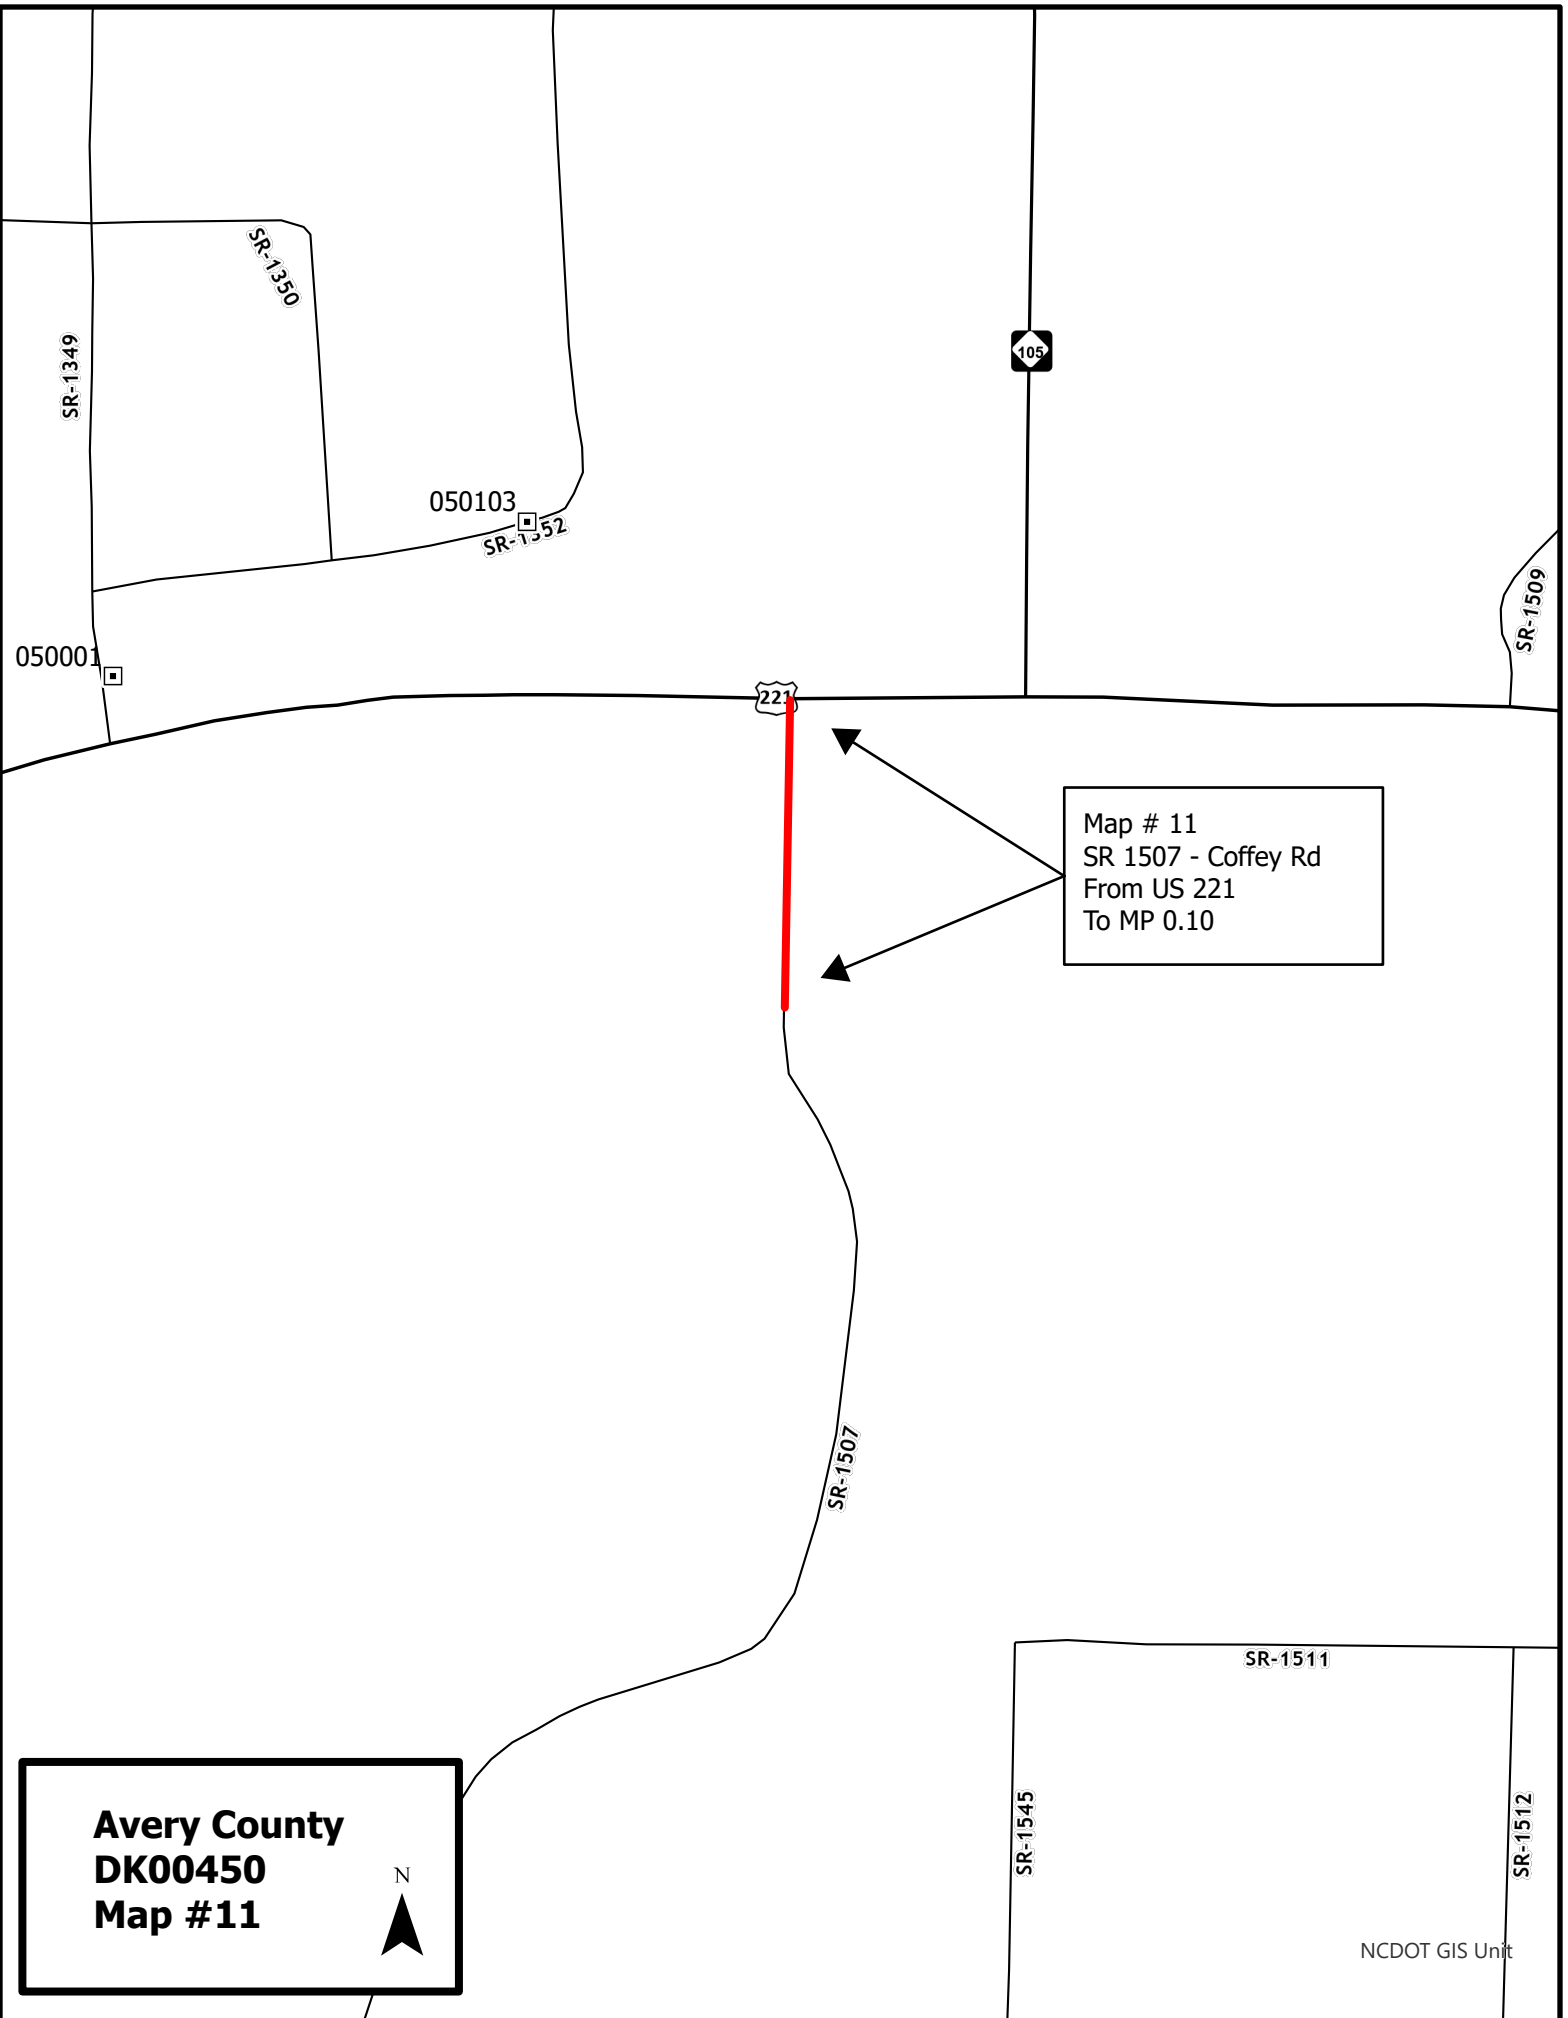 SR-1350
SR-1349
105
050103
SR-1352
SR-1509
050001
221
Map # 11
SR 1507 - Coffey Rd
From US 221
To MP 0.10
SR-1507
SR-1511
SR-1545
SR-1512
Avery County
DK00450
Map #11
N
NCDOT GIS Unit